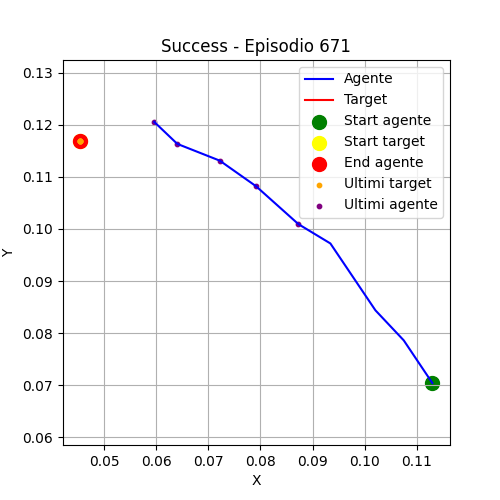 Success - Episodio 671
Agente
Target
Start agente
Start target
End agente
Ultimi target
Ultimi agente
0.13
0.12
0.11
0.10
0.09
0.08
0.07
0.06
Y
0.05 0.06 0.07 0.08 0.09 0.10 0.11
X